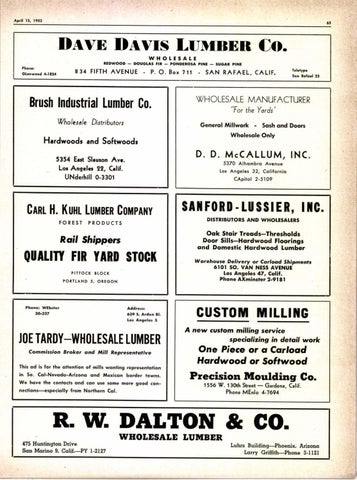 April 15, 1952
65
DAVE DAVIS LUMBER CO.
WHOLESALE
REDWOOD — DOUGLAS FIR — PONDEROSA PINE — SUGAR PINE
Phone:
Glenwood 4-1834
834 FIFTH AVENUE - P. O. BOX 711 - SAN RAFAEL, CALIF.
Teletype
San Rafael 25
Brush Industrial Lumber Co.
Wholesale Distributors
Hardwoods and Softwoods
5354 East Slauson Ave.
Los Angeles 22, Calif.
UNderhill 0-3301
WHOLESALE MANUFACTURER
"For the Yards"
General Millwork - Sash and Doors
Wholesale Only
D. D. McCALLUM, INC.
5370 Alhambra Avenue
Los Angeles 32, California
CApitol 2-5109
CARL H. KUHL LUMBER COMPANY
FOREST PRODUCTS
Rail Shippers
QUALITY FIR YARD STOCK
PITTOCK BLOCK
PORTLAND 5, OREGON
SANFORD-LUSSIER, INC.
DISTRIBUTORS AND WHOLESALERS
Oak Stair Treads—Thresholds
Door Sills—Hardwood Floorings
and Domestic Hardwood Lumber
Warehouse Delivery or Carload Shipments
6101 SO. VAN NESS AVENUE
Los Angeles 47, Calif.
Phone AXminster 2-9181
Phone: WEbster
Address:
609 S. Arden Bl.
Los Angeles 5
JOE TARDY—WHOLESALE LUMBER
Commission Broker and Mill Representative
This ad is for the attention of mills wanting representation
in So. Cal-Nevada-Arizona and Mexican border towns.
We have the contacts and can use some more good con-
nections—especially from Northern Cal.
CUSTOM MILLING
A new custom milling service
specializing in detail work
One Piece or a Carload
Hardwood or Softwood
Precision Moulding Co.
1556 W. 130th Street — Gardena, Calif.
Phone MEnlo 4-7694
R. W. DALTON & CO.
WHOLESALE LUMBER
475 Huntington Drive
San Marino 9, Calif.—PY 1-2127
Luhrs Building—Phoenix, Arizona
Larry Griffith—Phone 3-1121